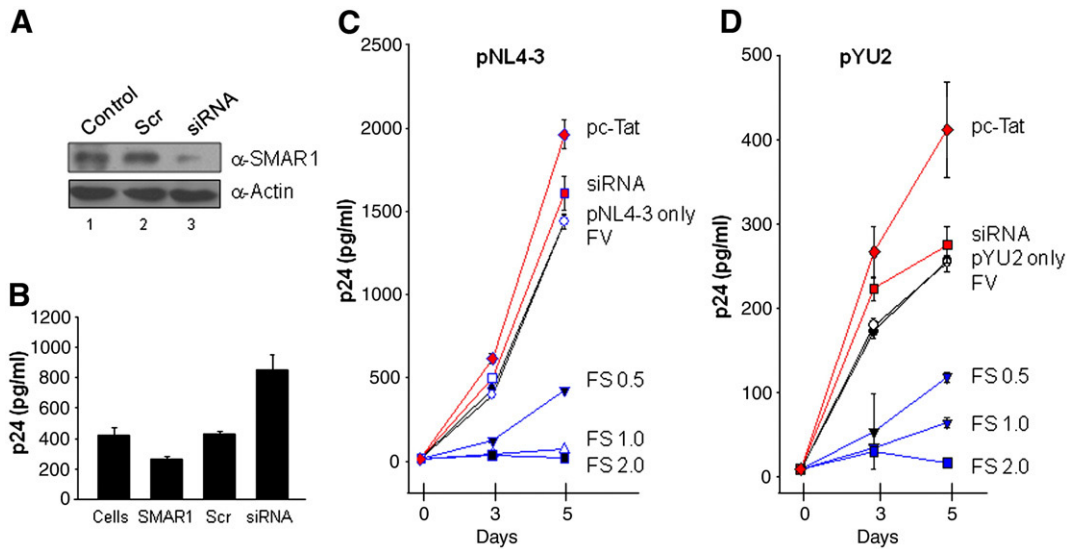 A
Control Scr siRNA
α-SMAR1
α-Actin
1 2 3
B
p24 (pg/ml)
1200
1000
800
600
400
200
0
Cells SMAR1 Scr siRNA
C
pNL4-3
p24 (pg/ml)
2500
2000
1500
1000
500
0
pc-Tat
siRNA
pNL4-3 only
FV
FS 0.5
FS 1.0
FS 2.0
0 3 5
Days
D
pYU2
p24 (pg/ml)
500
400
300
200
100
0
pc-Tat
siRNA
pYU2 only
FV
FS 0.5
FS 1.0
FS 2.0
0 3 5
Days